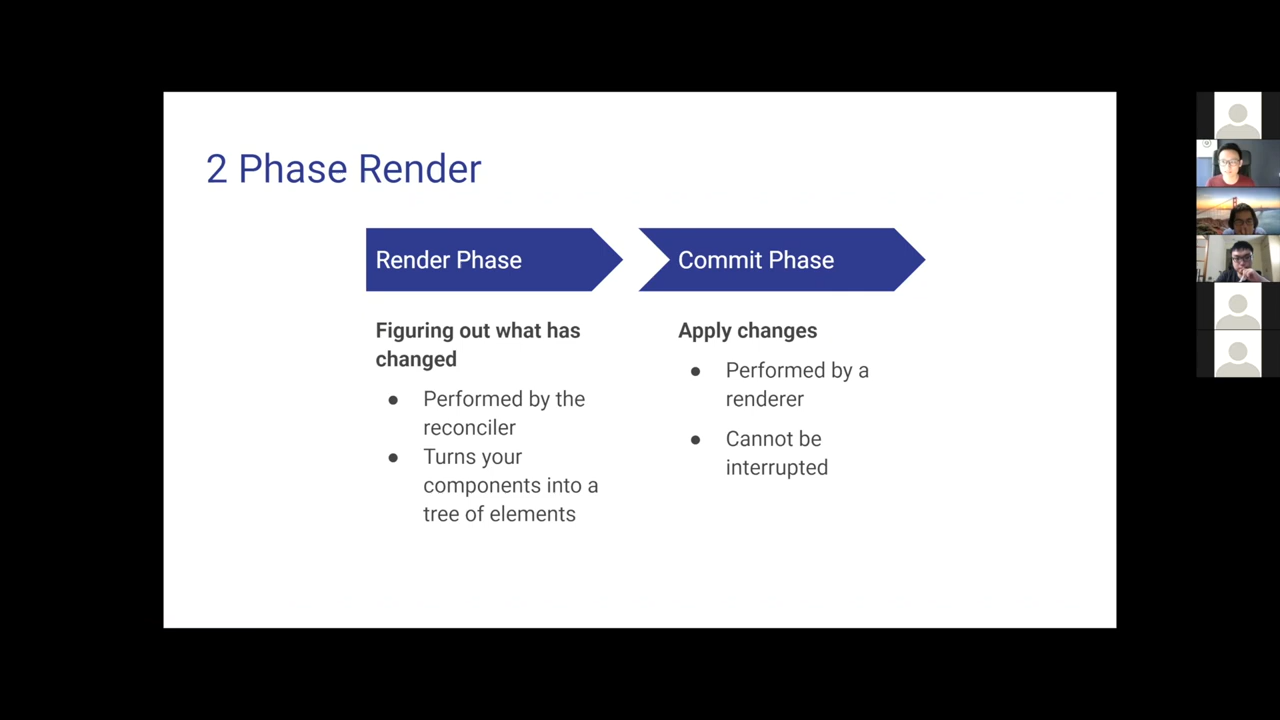 2 Phase Render
Render Phase
Figuring out what has
changed
● Performed by the
reconciler
● Turns your
components into a
tree of elements
Commit Phase
Apply changes
● Performed by a
renderer
● Cannot be
interrupted